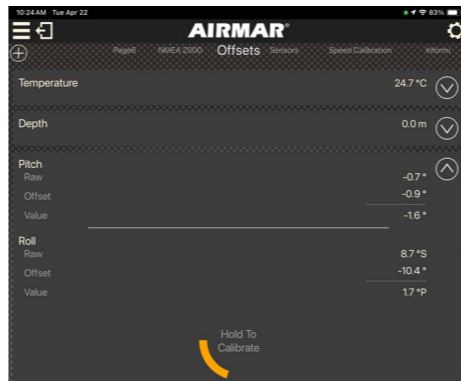 10:24 AM Tue Apr 22 83%
AIRMAR®
Page6 NMEA 2000 Offsets Sensors Speed Calibration Inform
Temperature 24.7 °C
Depth 0.0 m
Pitch
Raw -0.7 °
Offset -0.9 °
Value -1.6 °
Roll
Raw 8.7 °S
Offset -10.4 °
Value 1.7 °P
Hold To
Calibrate